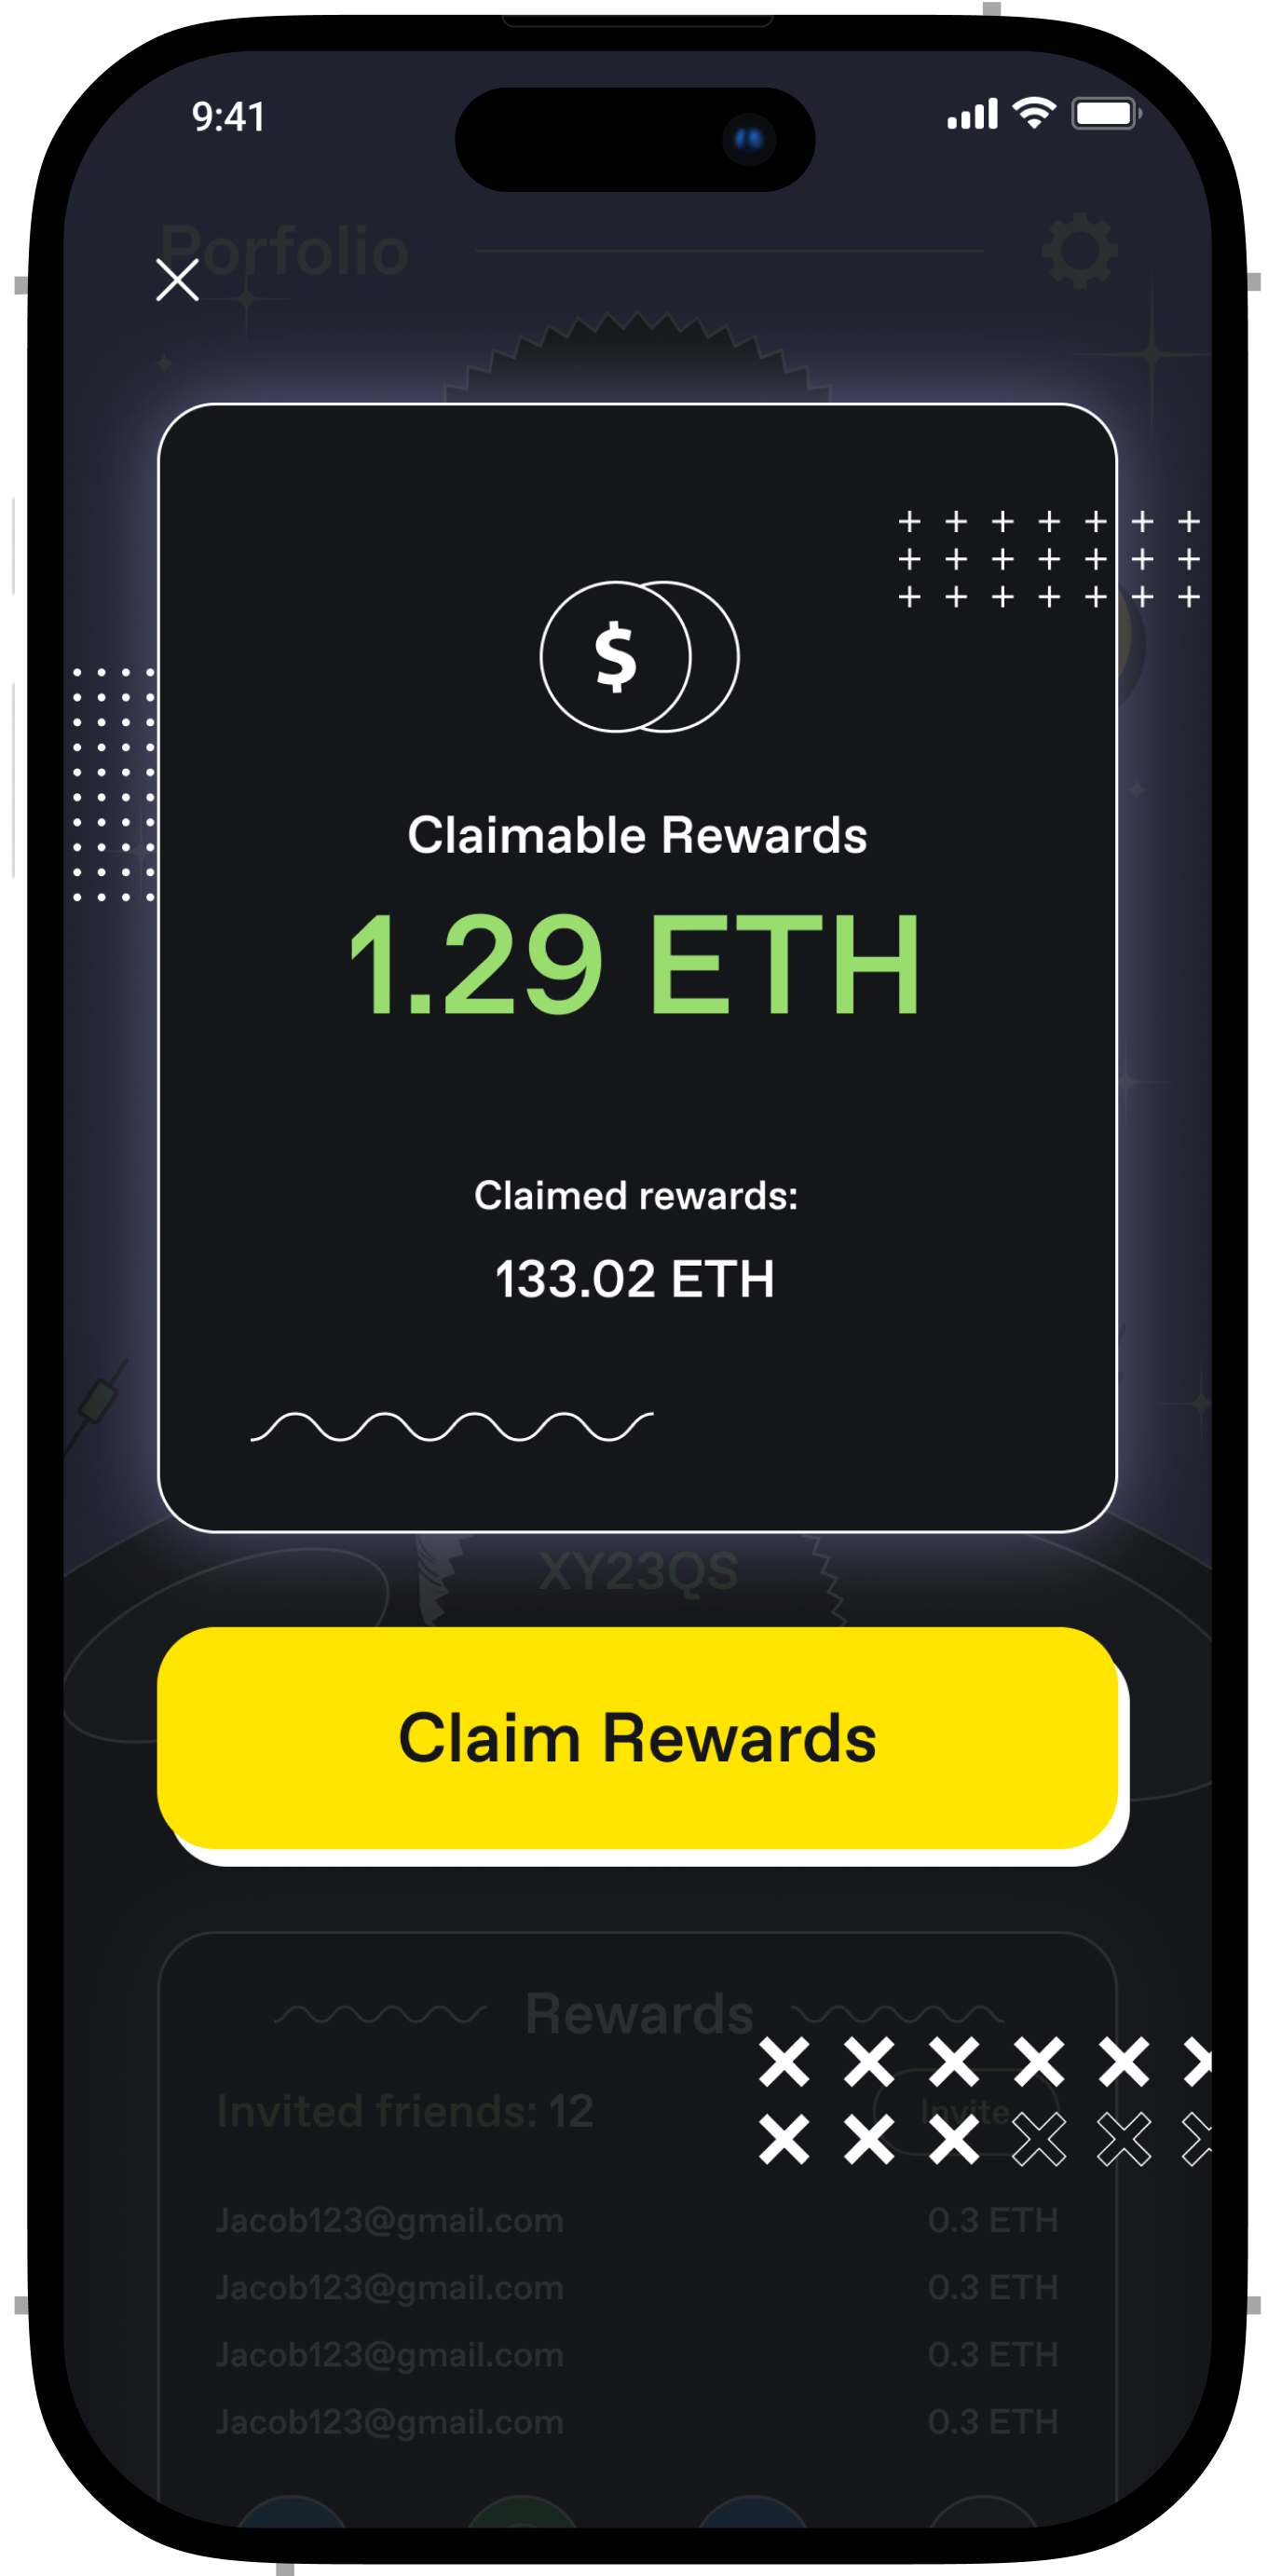 9:41
Porfolio
$
Claimable Rewards
1.29 ETH
Claimed rewards:
133.02 ETH
XY23QS
Claim Rewards
Rewards
Invited friends: 12
Invite
Jacob123@gmail.com 0.3 ETH
Jacob123@gmail.com 0.3 ETH
Jacob123@gmail.com 0.3 ETH
Jacob123@gmail.com 0.3 ETH